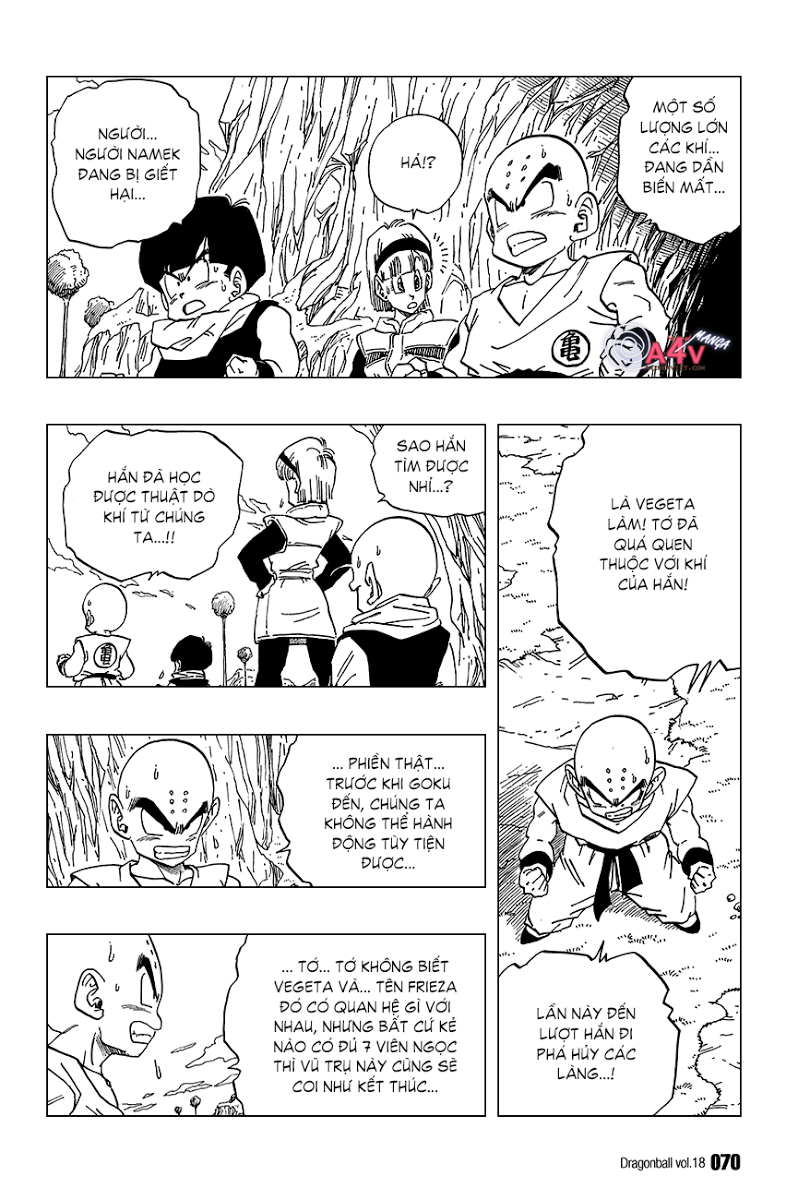 MỘT SỐ
LƯỢNG LỚN
CÁC KHÍ...
ĐANG DẦN
BIẾN MẤT...
HẢ!?
NGƯỜI...
NGƯỜI NAMEK
ĐANG BỊ GIẾT
HẠI...
亀
A4V
MANGA
LÀ VEGETA
LÀM! TỚ ĐÃ
QUÁ QUEN
THUỘC VỚI KHÍ
CỦA HẮN!
LẦN NÀY ĐẾN
LƯỢT HẮN ĐI
PHÁ HỦY CÁC
LÀNG...!
SAO HẮN
TÌM ĐƯỢC
NHỈ...?
HẮN ĐÃ HỌC
ĐƯỢC THUẬT DÒ
KHÍ TỪ CHÚNG
TA...!!
亀
... PHIỀN THẬT...
TRƯỚC KHI GOKU
ĐẾN, CHÚNG TA
KHÔNG THỂ HÀNH
ĐỘNG TÙY TIỆN
ĐƯỢC...
... TỚ... TỚ KHÔNG BIẾT
VEGETA VÀ... TÊN FRIEZA
ĐÓ CÓ QUAN HỆ GÌ VỚI
NHAU, NHƯNG BẤT CỨ KẺ
NÀO CÓ ĐỦ 7 VIÊN NGỌC
THÌ VŨ TRỤ NÀY CŨNG SẼ
COI NHƯ KẾT THÚC...
Dragonball vol.18 070